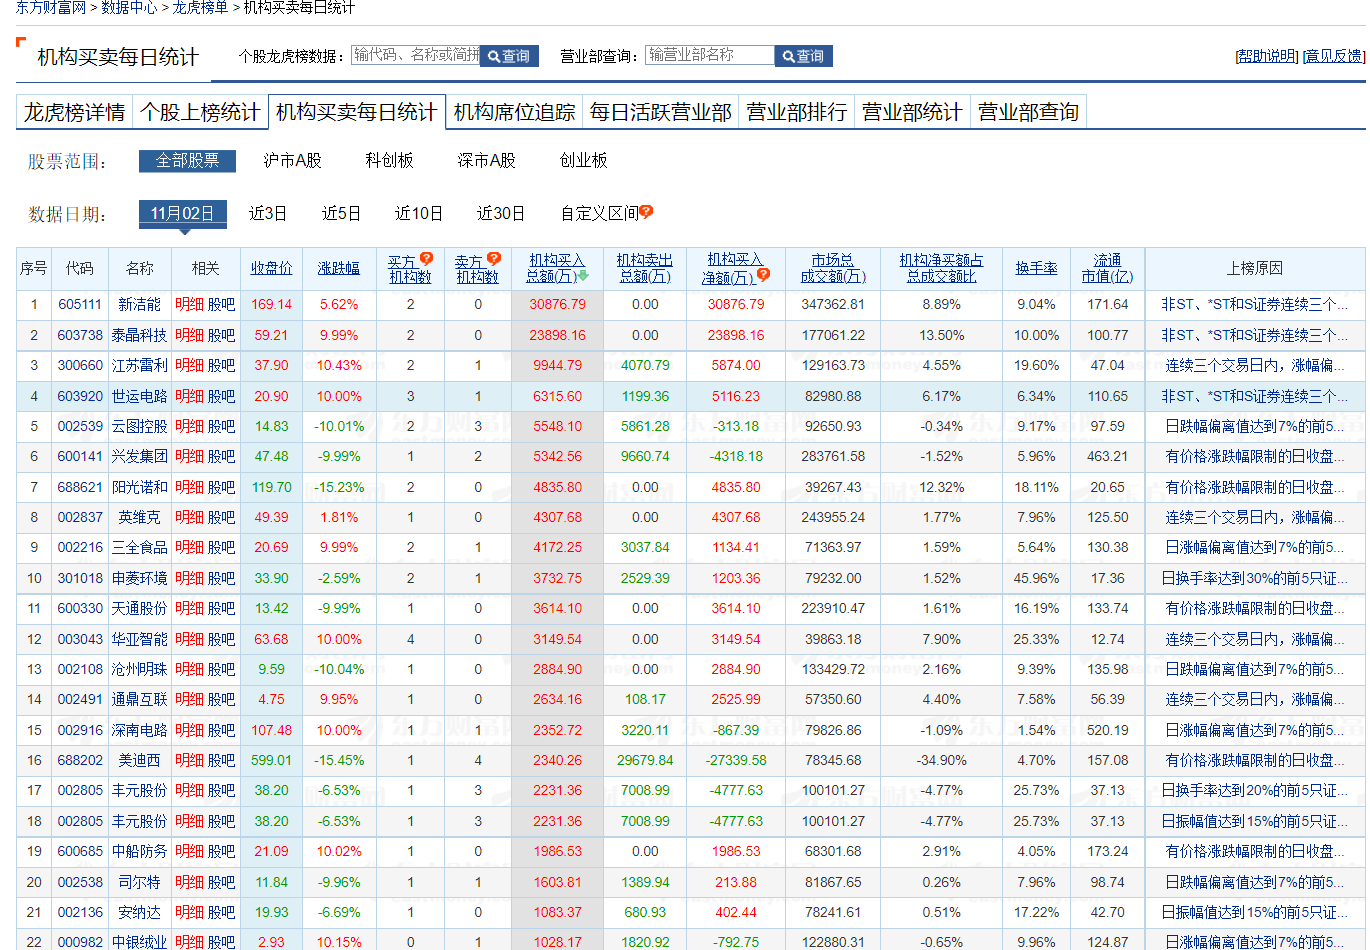 东方财富网 > 数据中心 > 龙虎榜单 > 机构买卖每日统计
机构买卖每日统计 个股龙虎榜数据： 输代码、名称或简拼 查询 营业部查询： 输营业部名称 查询 [帮助说明] [意见反馈]
龙虎榜详情 个股上榜统计 机构买卖每日统计 机构席位追踪 每日活跃营业部 营业部排行 营业部统计 营业部查询
股票范围： 全部股票 沪市A股 科创板 深市A股 创业板
数据日期： 11月02日 近3日 近5日 近10日 近30日 自定义区间?
序号 代码 名称 相关 收盘价 涨跌幅 买方?机构数 卖方?机构数 机构买入总额(万) 机构卖出总额(万) 机构买入净额(万)? 市场总成交额(万) 机构净买额占总成交额比 换手率 流通市值(亿) 上榜原因
1 605111 新洁能 明细 股吧 169.14 5.62% 2 0 30876.79 0.00 30876.79 347362.81 8.89% 9.04% 171.64 非ST、*ST和S证券连续三个...
2 603738 泰晶科技 明细 股吧 59.21 9.99% 2 0 23898.16 0.00 23898.16 177061.22 13.50% 10.00% 100.77 非ST、*ST和S证券连续三个...
3 300660 江苏雷利 明细 股吧 37.90 10.43% 2 1 9944.79 4070.79 5874.00 129163.73 4.55% 19.60% 47.04 连续三个交易日内，涨幅偏...
4 603920 世运电路 明细 股吧 20.90 10.00% 3 1 6315.60 1199.36 5116.23 82980.88 6.17% 6.34% 110.65 非ST、*ST和S证券连续三个...
5 002539 云图控股 明细 股吧 14.83 -10.01% 2 3 5548.10 5861.28 -313.18 92650.93 -0.34% 9.17% 97.59 日跌幅偏离值达到7%的前5...
6 600141 兴发集团 明细 股吧 47.48 -9.99% 1 2 5342.56 9660.74 -4318.18 283761.58 -1.52% 5.96% 463.21 有价格涨跌幅限制的日收盘...
7 688621 阳光诺和 明细 股吧 119.70 -15.23% 2 0 4835.80 0.00 4835.80 39267.43 12.32% 18.11% 20.65 有价格涨跌幅限制的日收盘...
8 002837 英维克 明细 股吧 49.39 1.81% 1 0 4307.68 0.00 4307.68 243955.24 1.77% 7.96% 125.50 连续三个交易日内，涨幅偏...
9 002216 三全食品 明细 股吧 20.69 9.99% 2 1 4172.25 3037.84 1134.41 71363.97 1.59% 5.64% 130.38 日涨幅偏离值达到7%的前5...
10 301018 申菱环境 明细 股吧 33.90 -2.59% 2 1 3732.75 2529.39 1203.36 79232.00 1.52% 45.96% 17.36 日换手率达到30%的前5只证...
11 600330 天通股份 明细 股吧 13.42 -9.99% 1 0 3614.10 0.00 3614.10 223910.47 1.61% 16.19% 133.74 有价格涨跌幅限制的日收盘...
12 003043 华亚智能 明细 股吧 63.68 10.00% 4 0 3149.54 0.00 3149.54 39863.18 7.90% 25.33% 12.74 连续三个交易日内，涨幅偏...
13 002108 沧州明珠 明细 股吧 9.59 -10.04% 1 0 2884.90 0.00 2884.90 133429.72 2.16% 9.39% 135.98 日跌幅偏离值达到7%的前5...
14 002491 通鼎互联 明细 股吧 4.75 9.95% 1 1 2634.16 108.17 2525.99 57350.60 4.40% 7.58% 56.39 连续三个交易日内，涨幅偏...
15 002916 深南电路 明细 股吧 107.48 10.00% 1 1 2352.72 3220.11 -867.39 79826.86 -1.09% 1.54% 520.19 日涨幅偏离值达到7%的前5...
16 688202 美迪西 明细 股吧 599.01 -15.45% 1 4 2340.26 29679.84 -27339.58 78345.68 -34.90% 4.70% 157.08 有价格涨跌幅限制的日收盘...
17 002805 丰元股份 明细 股吧 38.20 -6.53% 1 3 2231.36 7008.99 -4777.63 100101.27 -4.77% 25.73% 37.13 日换手率达到20%的前5只证...
18 002805 丰元股份 明细 股吧 38.20 -6.53% 1 3 2231.36 7008.99 -4777.63 100101.27 -4.77% 25.73% 37.13 日振幅值达到15%的前5只证...
19 600685 中船防务 明细 股吧 21.09 10.02% 1 0 1986.53 0.00 1986.53 68301.68 2.91% 4.05% 173.24 有价格涨跌幅限制的日收盘...
20 002538 司尔特 明细 股吧 11.84 -9.96% 1 1 1603.81 1389.94 213.88 81867.65 0.26% 7.96% 98.74 日跌幅偏离值达到7%的前5...
21 002136 安纳达 明细 股吧 19.93 -6.69% 1 0 1083.37 680.93 402.44 78241.61 0.51% 17.22% 42.70 日振幅值达到15%的前5只证...
22 000982 中银绒业 明细 股吧 2.93 10.15% 0 1 1028.17 1820.92 -792.75 122880.31 -0.65% 9.96% 124.87 日涨幅偏离值达到7%的前5...